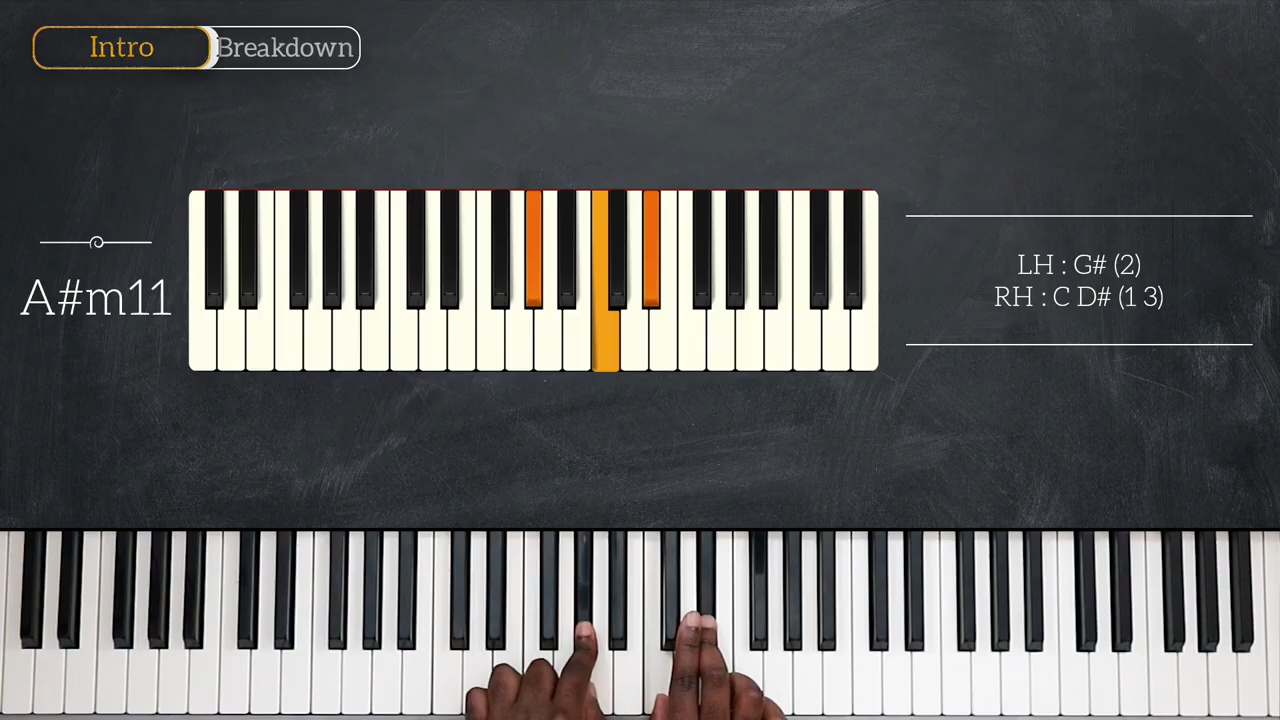 Intro
Breakdown
A#m11
LH : G# (2)
RH : C D# (1 3)